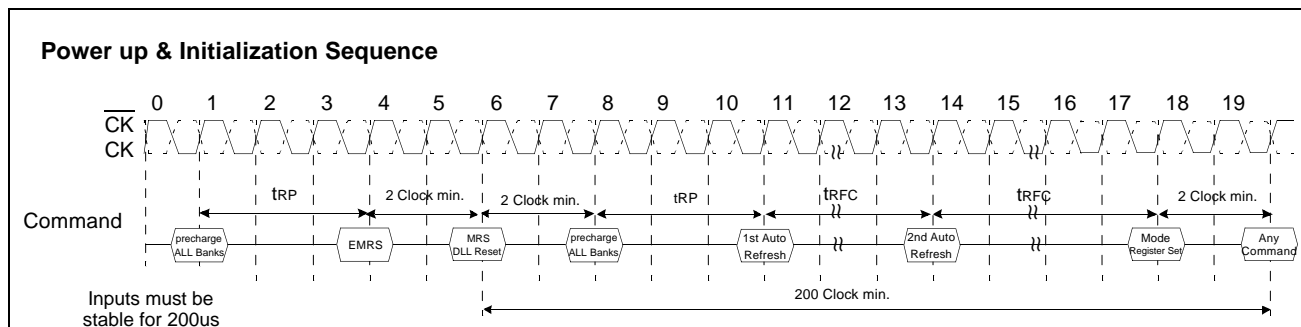 Power up & Initialization Sequence
0 1 2 3 4 5 6 7 8 9 10 11 12 13 14 15 16 17 18 19
CK
CK
tRP 2 Clock min. 2 Clock min. tRP tRFC tRFC 2 Clock min.
Command
precharge
ALL Banks
EMRS
MRS
DLL Reset
precharge
ALL Banks
1st Auto
Refresh
2nd Auto
Refresh
Mode
Register Set
Any
Command
200 Clock min.
Inputs must be
stable for 200us